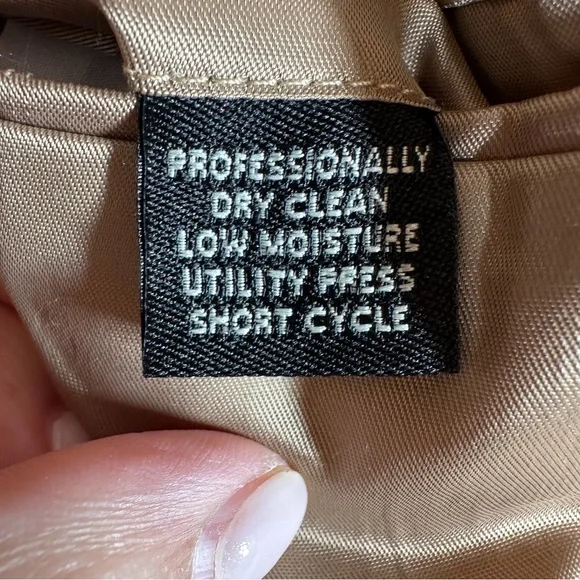 PROFESSIONALLY
DRY CLEAN
LOW MOISTURE
UTILITY PRESS
SHORT CYCLE